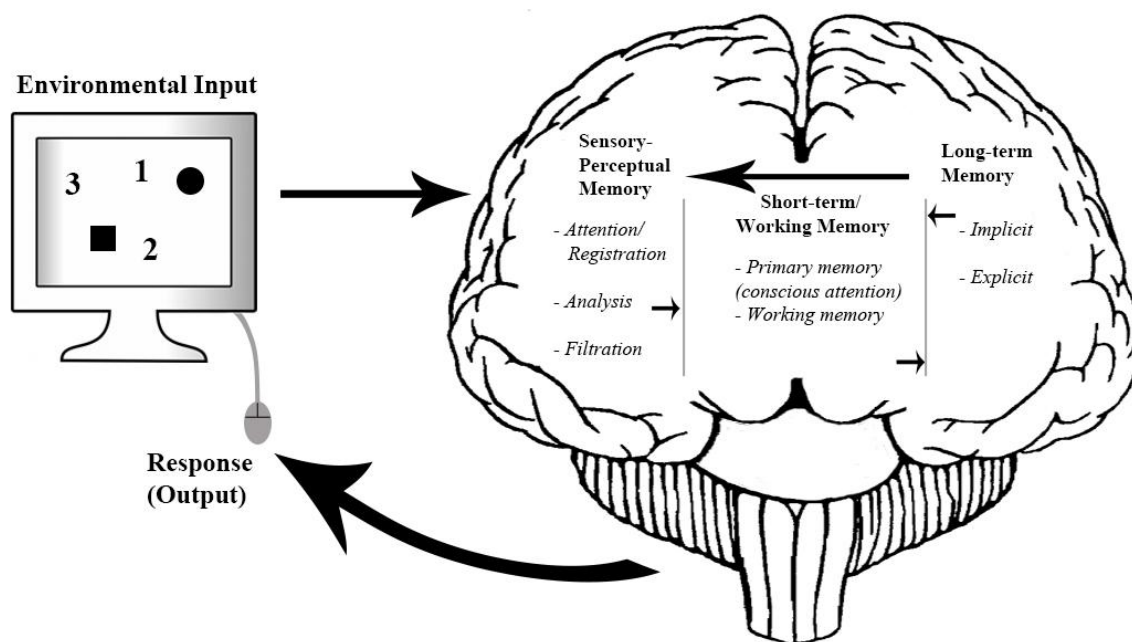 Environmental Input
1
3
2
Response
(Output)
Sensory-
Perceptual
Memory
- Attention/
Registration
- Analysis
- Filtration
Short-term/
Working Memory
- Primary memory
(conscious attention)
- Working memory
Long-term
Memory
- Implicit
- Explicit